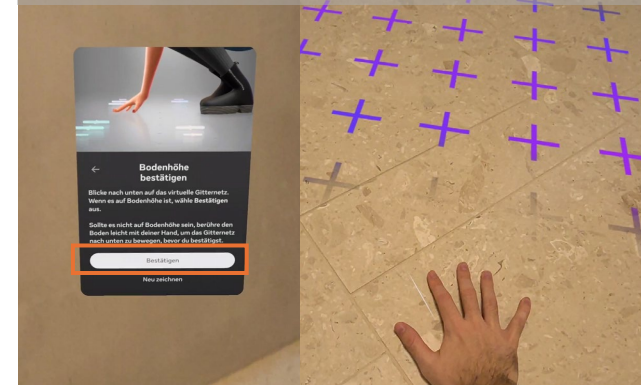 Bodenhöhe
bestätigen
Blicke nach unten auf das virtuelle Gitternetz.
Wenn es auf Bodenhöhe ist, wähle Bestätigen
aus.
Sollte es nicht auf Bodenhöhe sein, berühre den
Boden leicht mit deiner Hand, um das Gitternetz
nach unten zu bewegen, bevor du bestätigst.
Bestätigen
Neu zeichnen